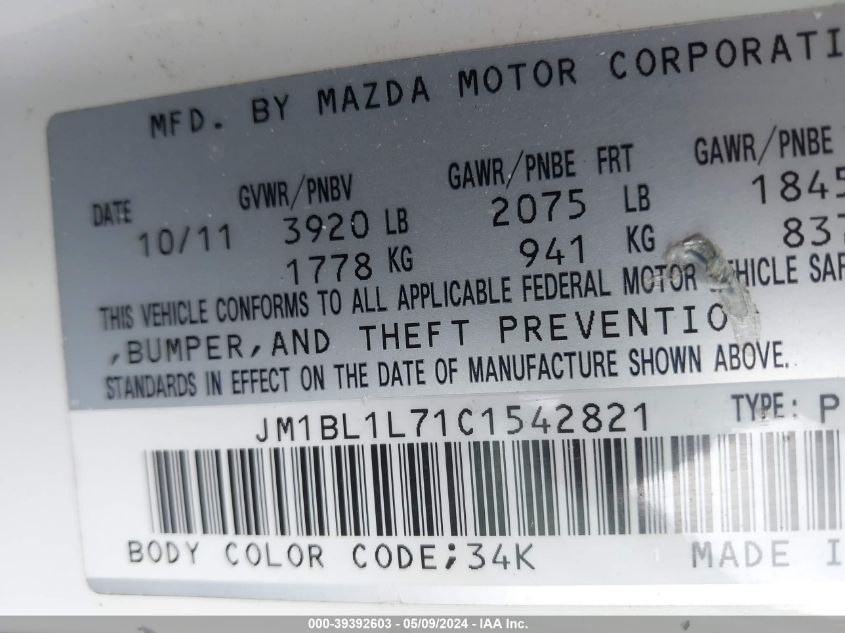 MFD. BY MAZDA MOTOR CORPORATI
DATE GVWR/PNBV GAWR/PNBE FRT GAWR/PNBE
10/11 3920 LB 2075 LB 1845
1778 KG 941 KG 837
THIS VEHICLE CONFORMS TO ALL APPLICABLE FEDERAL MOTOR VEHICLE SAF
,BUMPER,AND THEFT PREVENTIO
STANDARDS IN EFFECT ON THE DATE OF MANUFACTURE SHOWN ABOVE.
JM1BL1L71C1542821 TYPE: P
BODY COLOR CODE;34K MADE I
000-39392603 - 05/09/2024 - IAA Inc.